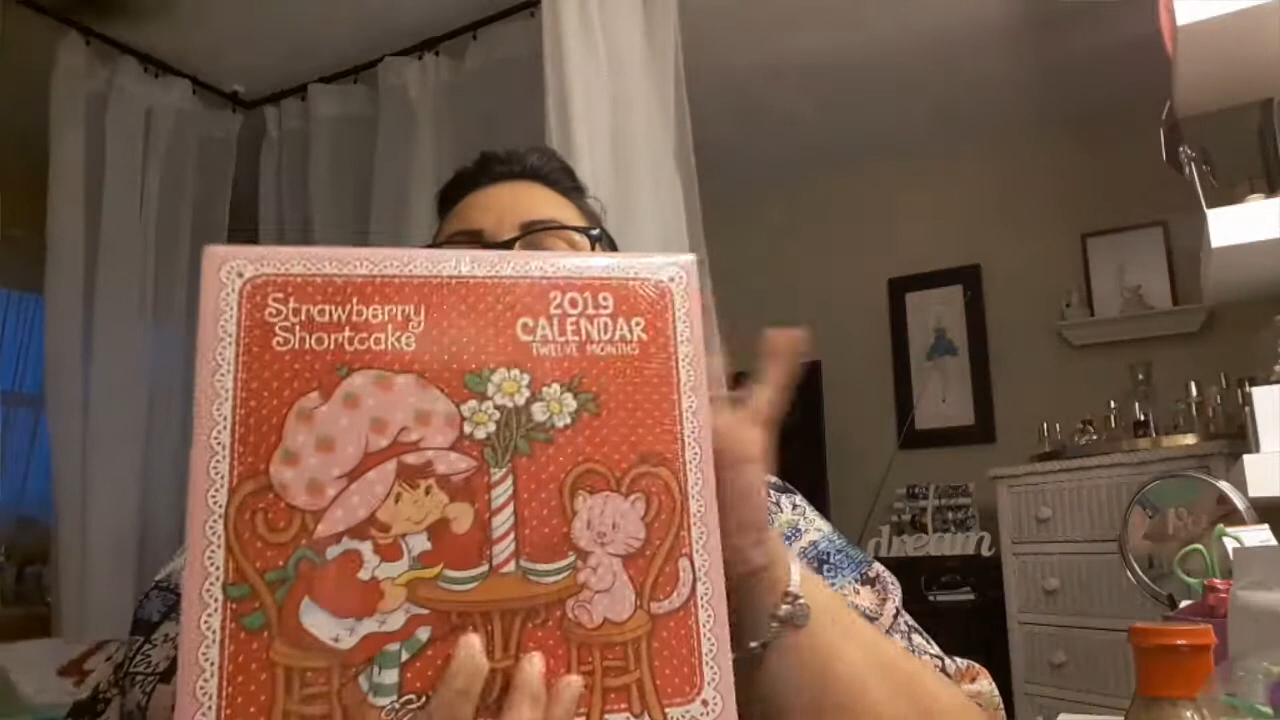 Strawberry
Shortcake
2019
CALENDAR
TWELVE MONTHS
dream